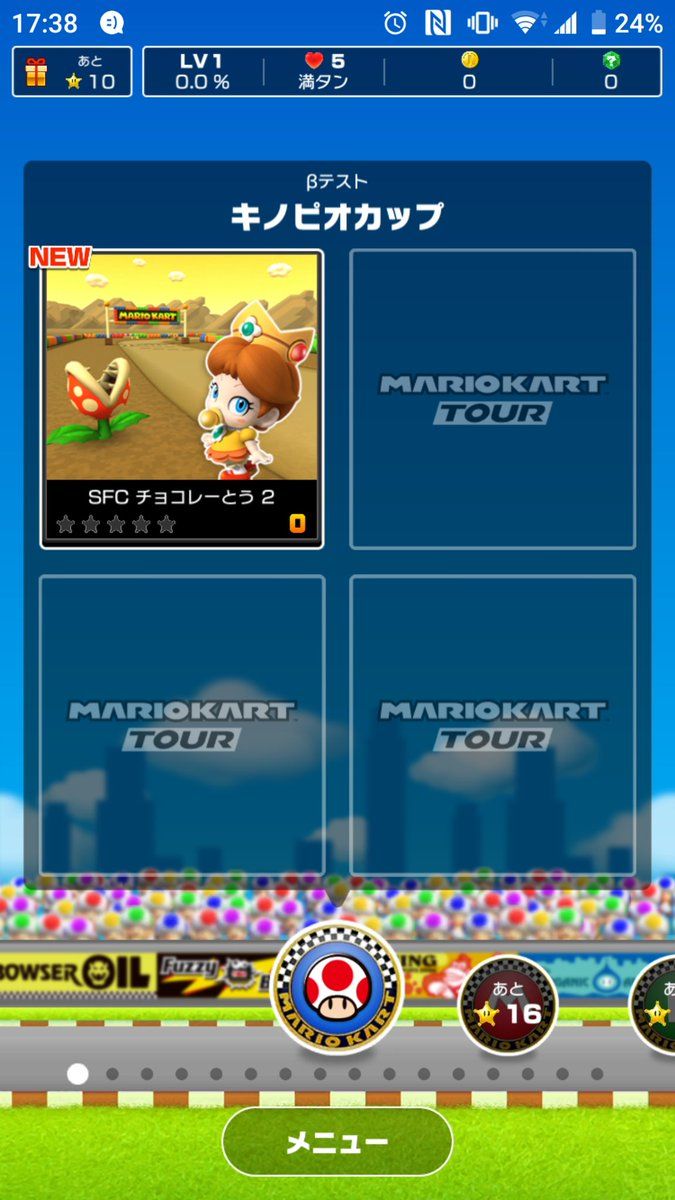 17:38
24%
あと
10
LV 1
0.0 %
5
満タン
0
0
βテスト
キノピオカップ
NEW
MARIO KART
SFC チョコレーとう 2
0
MARIOKART
TOUR
MARIOKART
TOUR
MARIOKART
TOUR
BOWSER OIL
Fuzzy
MARIO KART
あと
16
メニュー